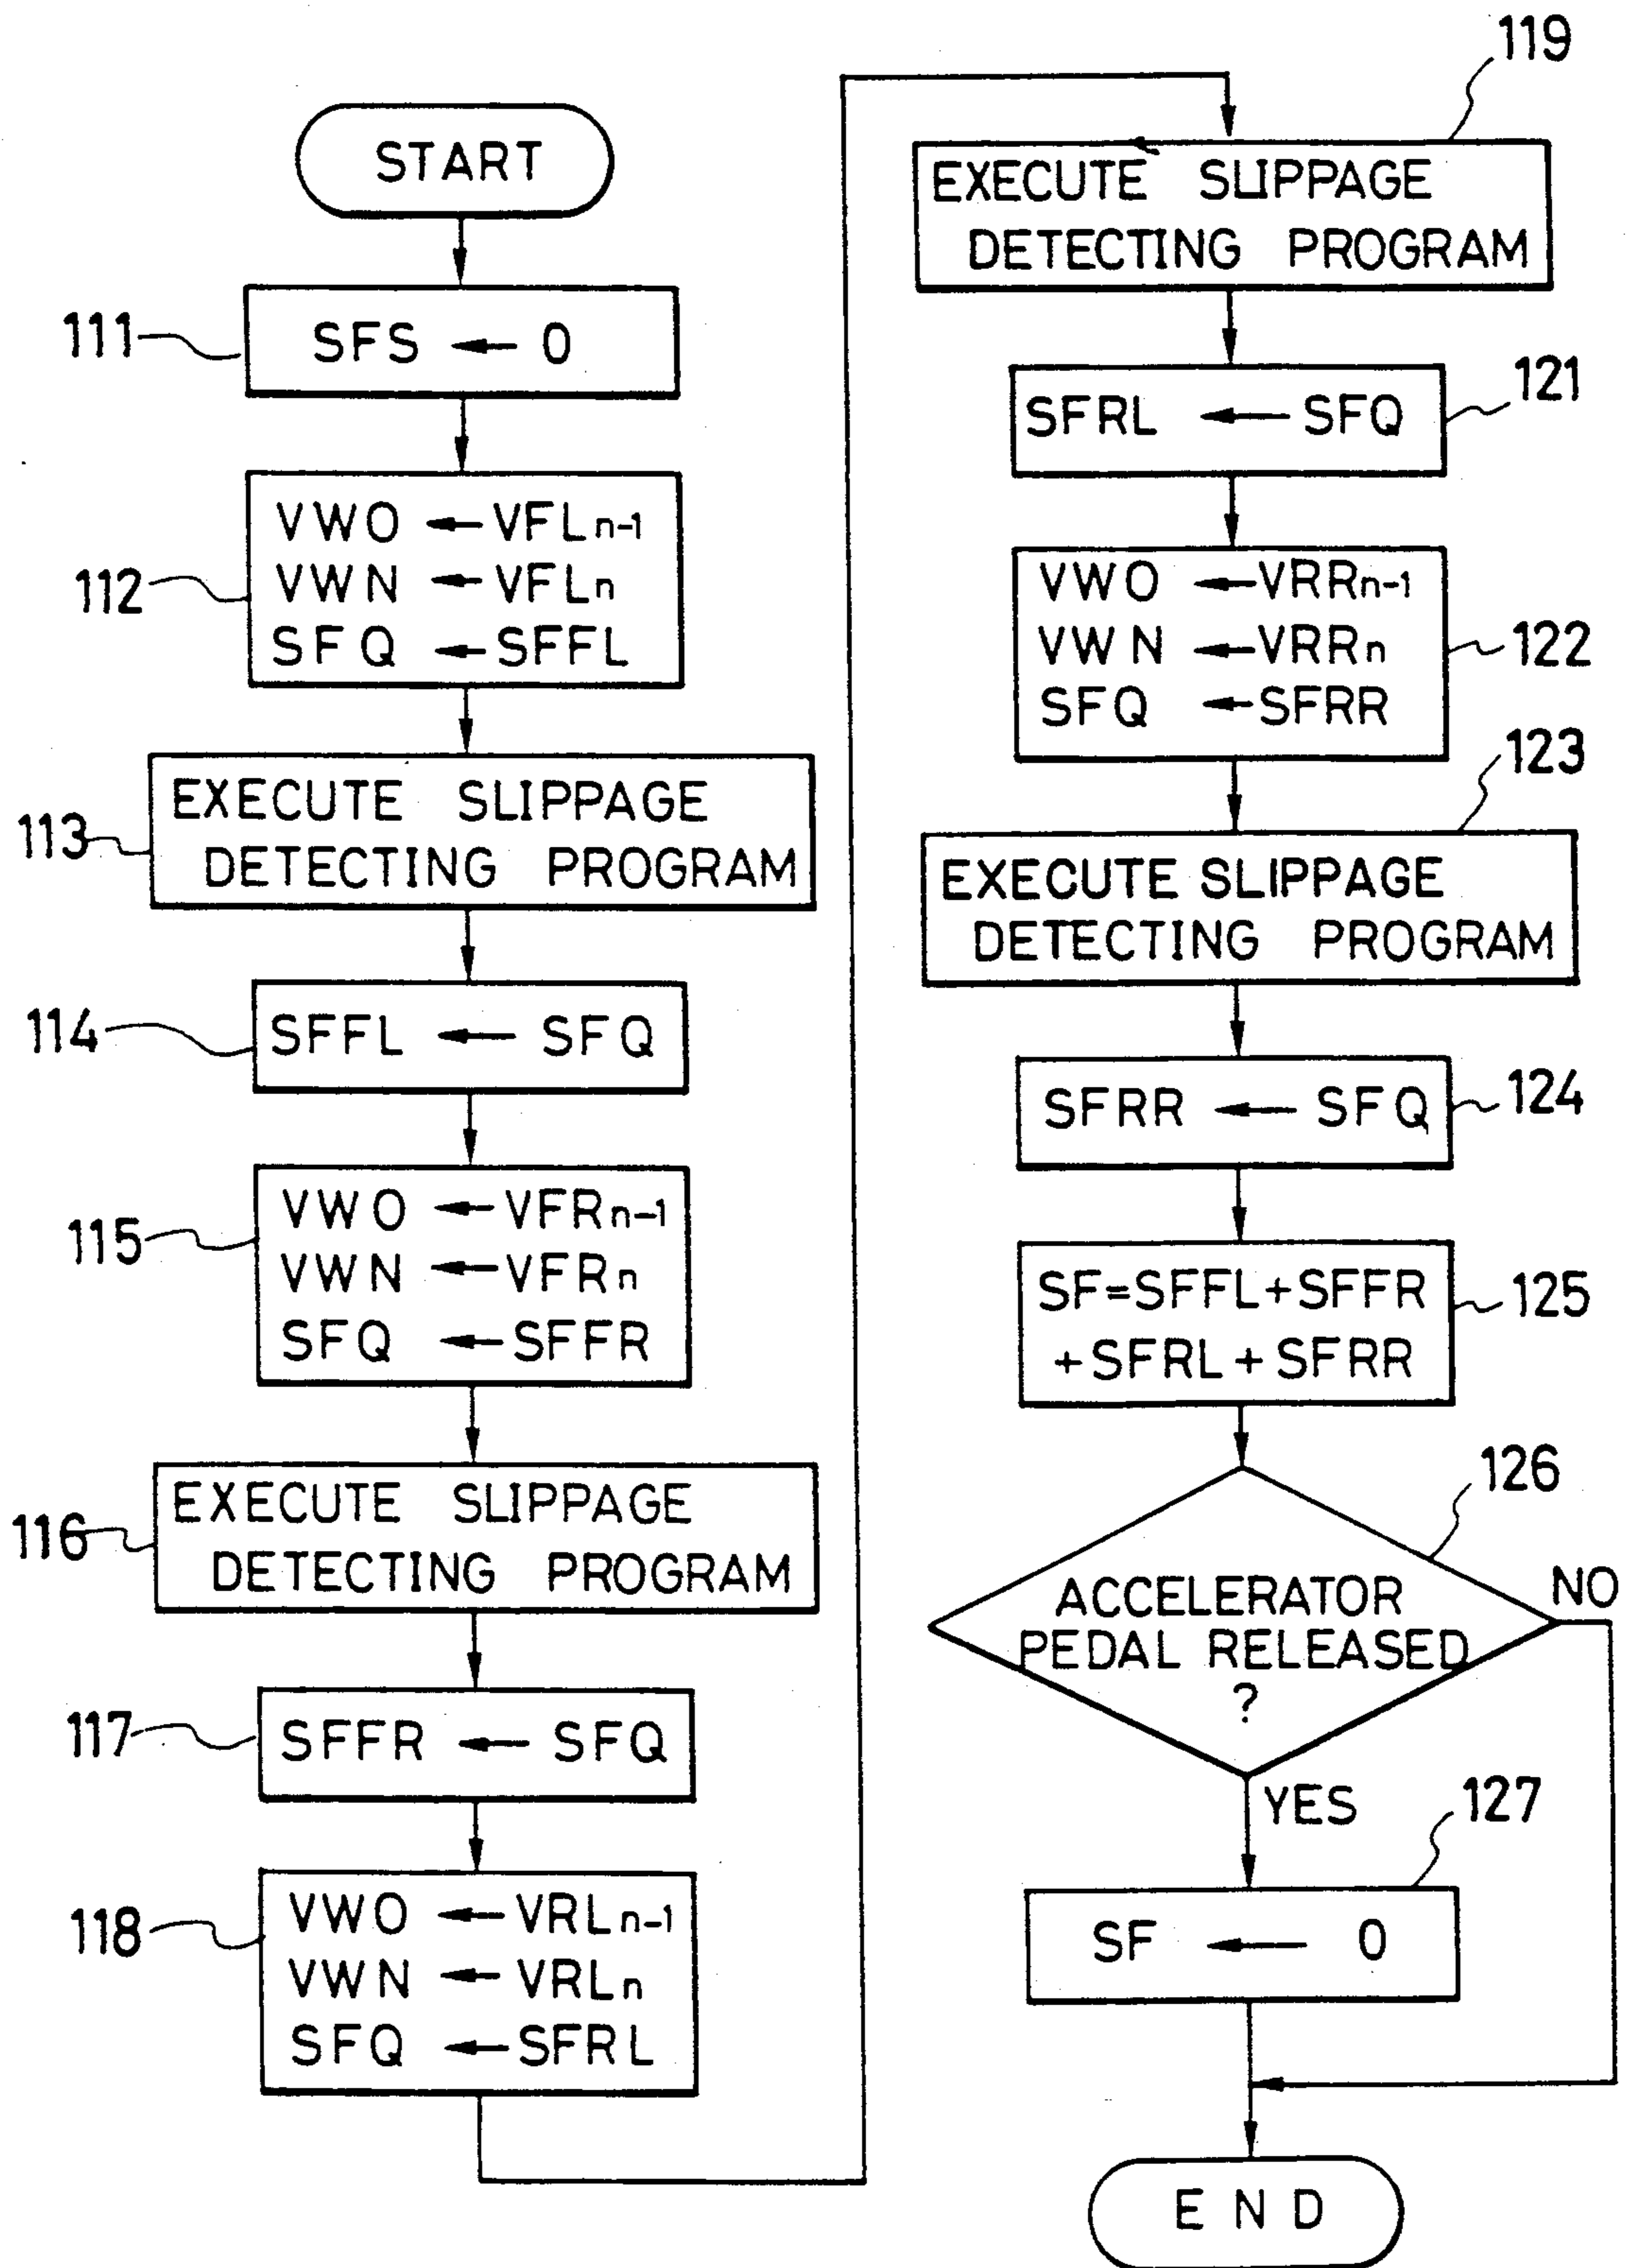 START
111
SFS ← 0
112
VWO ← VFLn-1
VWN ← VFLn
SFQ ← SFFL
113
EXECUTE SLIPPAGE
DETECTING PROGRAM
114
SFFL ← SFQ
115
VWO ← VFRn-1
VWN ← VFRn
SFQ ← SFFR
116
EXECUTE SLIPPAGE
DETECTING PROGRAM
117
SFFR ← SFQ
118
VWO ← VRLn-1
VWN ← VRLn
SFQ ← SFRL
119
EXECUTE SLIPPAGE
DETECTING PROGRAM
121
SFRL ← SFQ
122
VWO ← VRRn-1
VWN ← VRRn
SFQ ← SFRR
123
EXECUTE SLIPPAGE
DETECTING PROGRAM
124
SFRR ← SFQ
125
SF=SFFL+SFFR
+SFRL+SFRR
126
ACCELERATOR
PEDAL RELEASED
?
NO
YES
127
SF ← 0
END